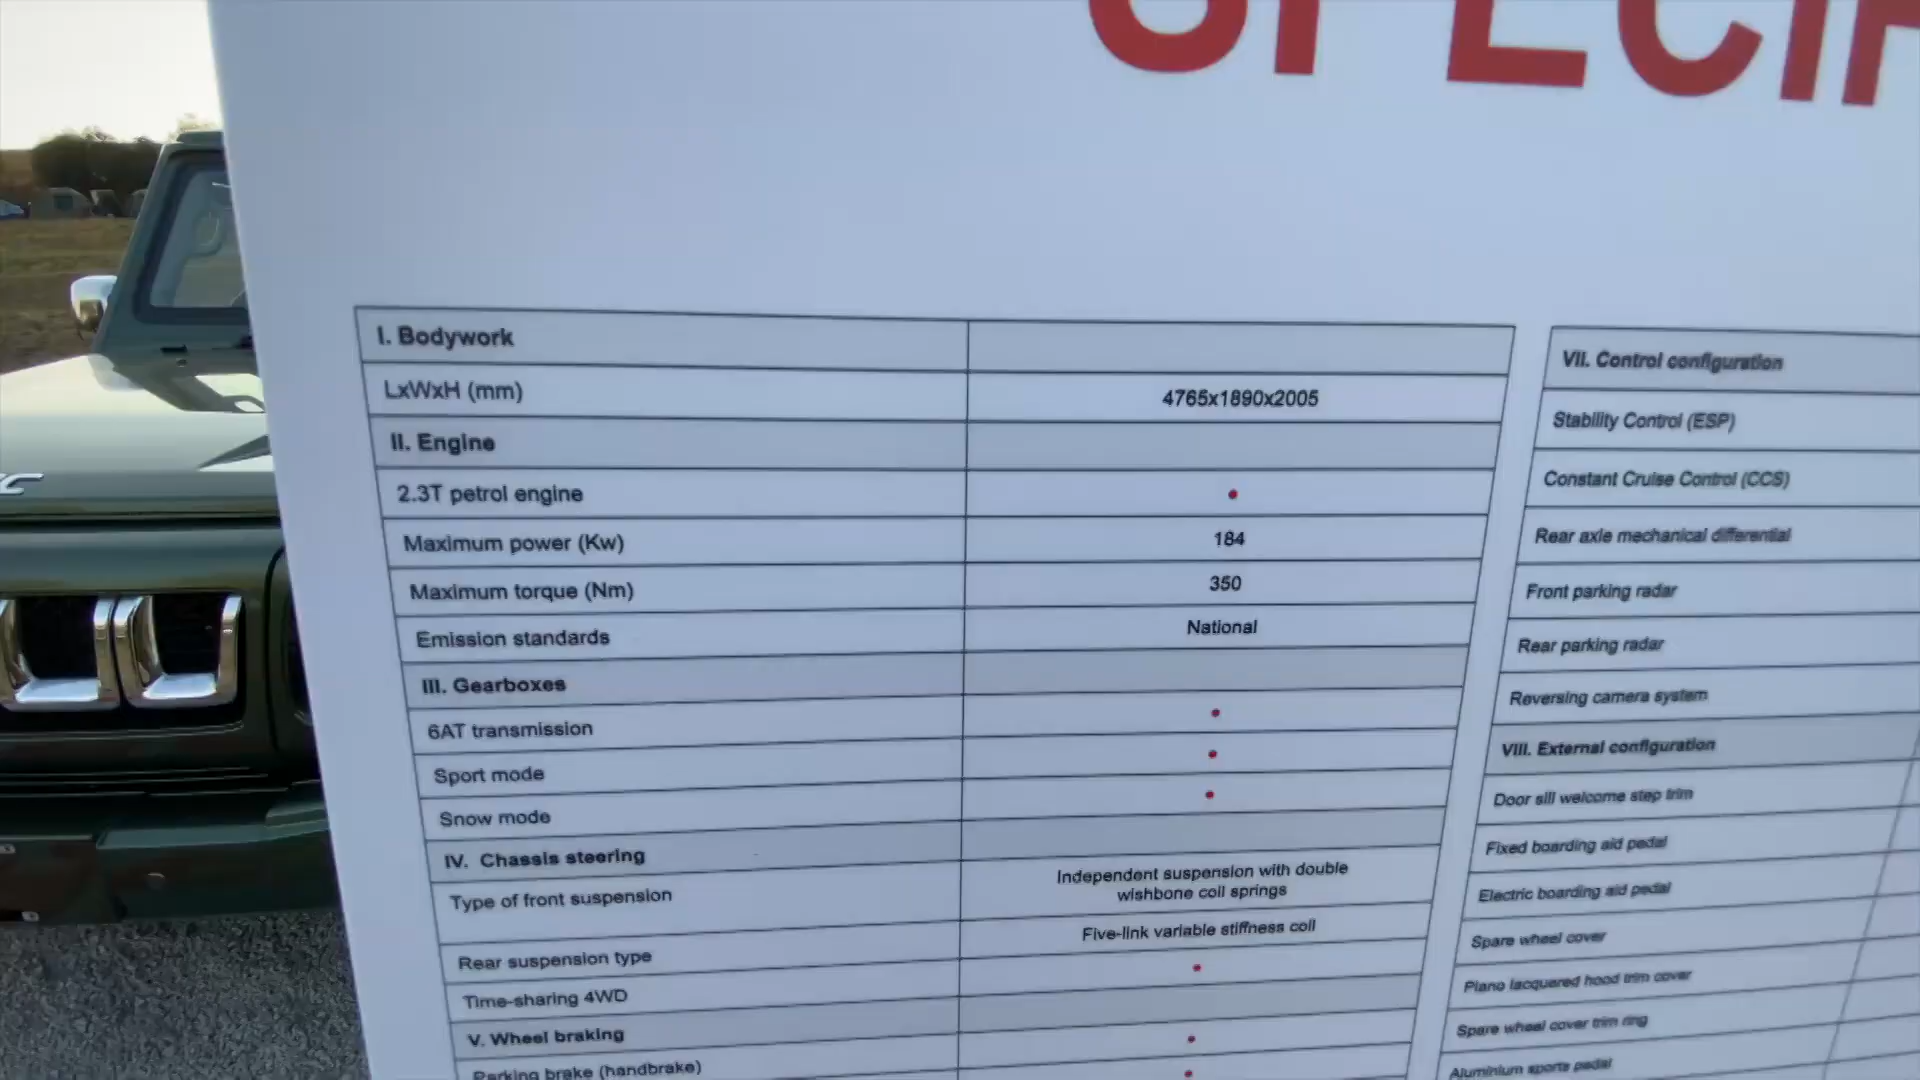 SPECIF
I. Bodywork
LxWxH (mm) 4765x1890x2005
II. Engine
2.3T petrol engine •
Maximum power (Kw) 184
Maximum torque (Nm) 350
Emission standards National
III. Gearboxes
6AT transmission •
Sport mode •
Snow mode •
IV. Chassis steering
Type of front suspension Independent suspension with double
wishbone coil springs
Rear suspension type Five-link variable stiffness coil
Time-sharing 4WD •
V. Wheel braking
Parking brake (handbrake) •
VII. Control configuration
Stability Control (ESP)
Constant Cruise Control (CCS)
Rear axle mechanical differential
Front parking radar
Rear parking radar
Reversing camera system
VIII. External configuration
Door sill welcome step trim
Fixed boarding aid pedal
Electric boarding aid pedal
Spare wheel cover
Piano lacquered hood trim cover
Spare wheel cover trim ring
Aluminium sports pedal